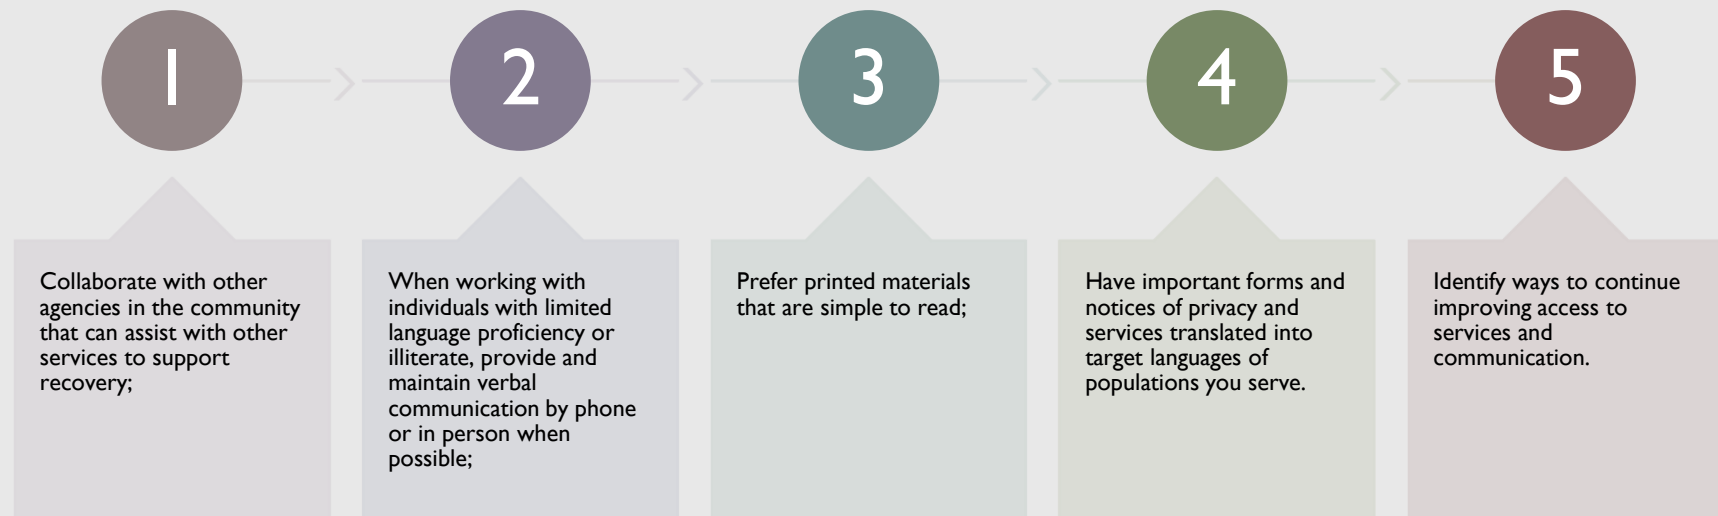 1
Collaborate with other
agencies in the community
that can assist with other
services to support
recovery;
2
When working with
individuals with limited
language proficiency or
illiterate, provide and
maintain verbal
communication by phone
or in person when
possible;
3
Prefer printed materials
that are simple to read;
4
Have important forms and
notices of privacy and
services translated into
target languages of
populations you serve.
5
Identify ways to continue
improving access to
services and
communication.